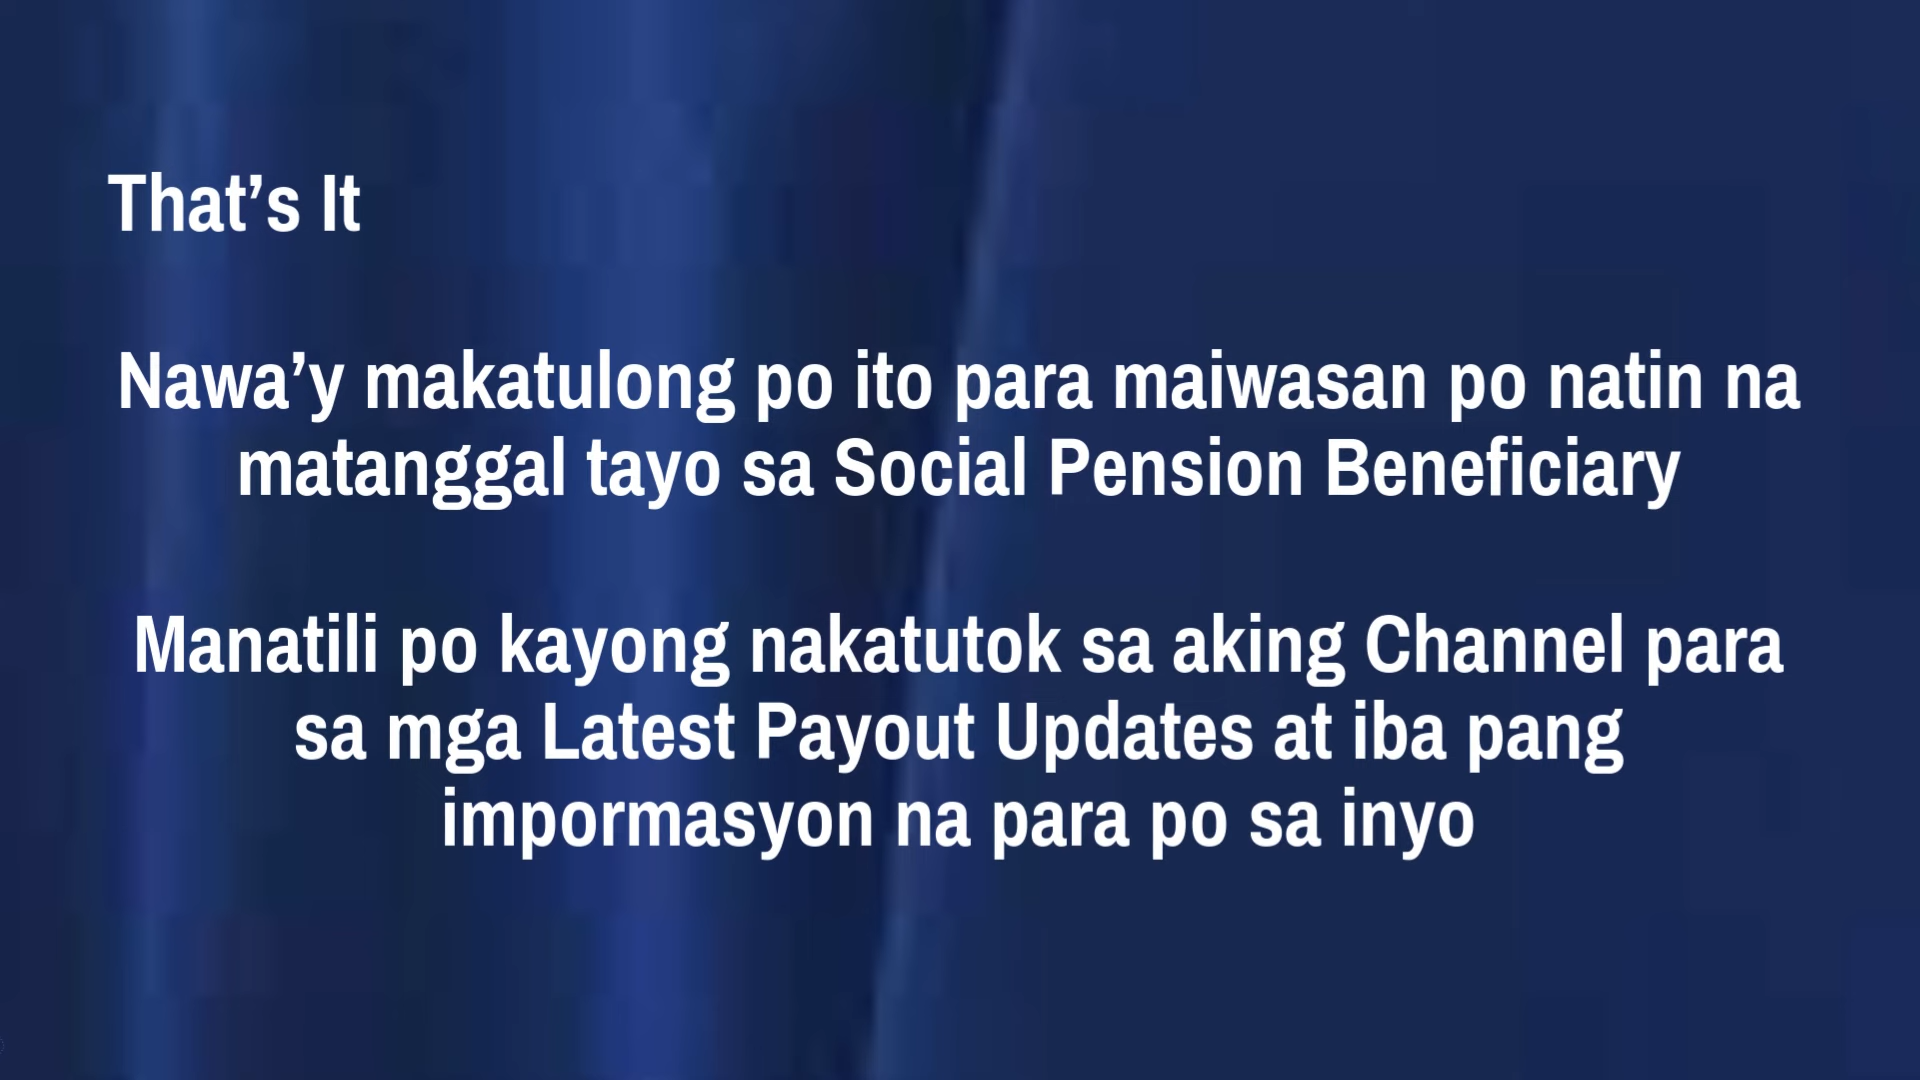 That’s It
Nawa’y makatulong po ito para maiwasan po natin na
matanggal tayo sa Social Pension Beneficiary
Manatili po kayong nakatutok sa aking Channel para
sa mga Latest Payout Updates at iba pang
impormasyon na para po sa inyo